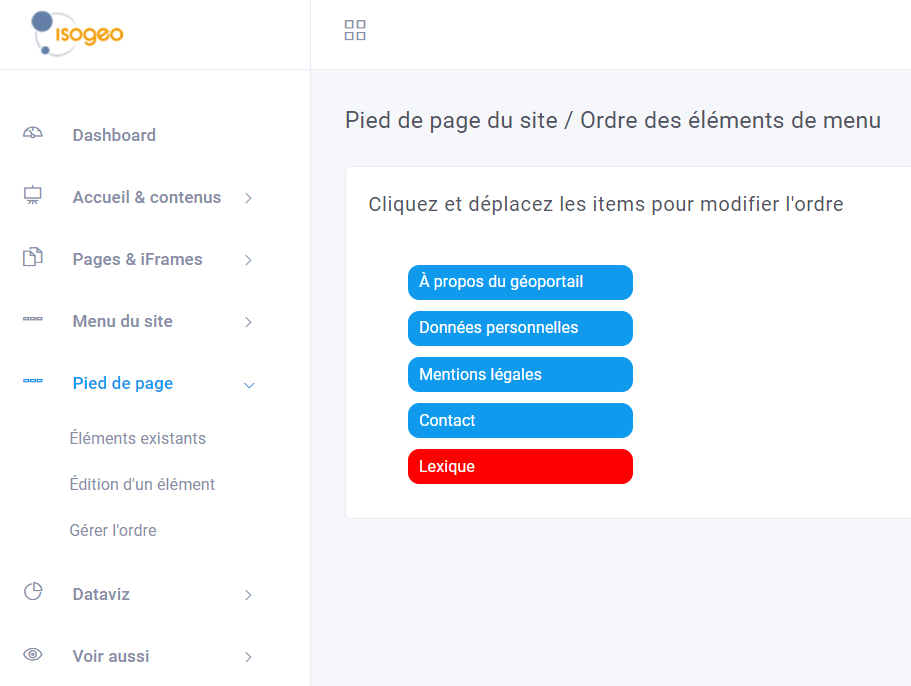 isogeo
Dashboard
Accueil & contenus
Pages & iFrames
Menu du site
Pied de page
Éléments existants
Édition d'un élément
Gérer l'ordre
Dataviz
Voir aussi
Pied de page du site / Ordre des éléments de menu
Cliquez et déplacez les items pour modifier l'ordre
À propos du géoportail
Données personnelles
Mentions légales
Contact
Lexique